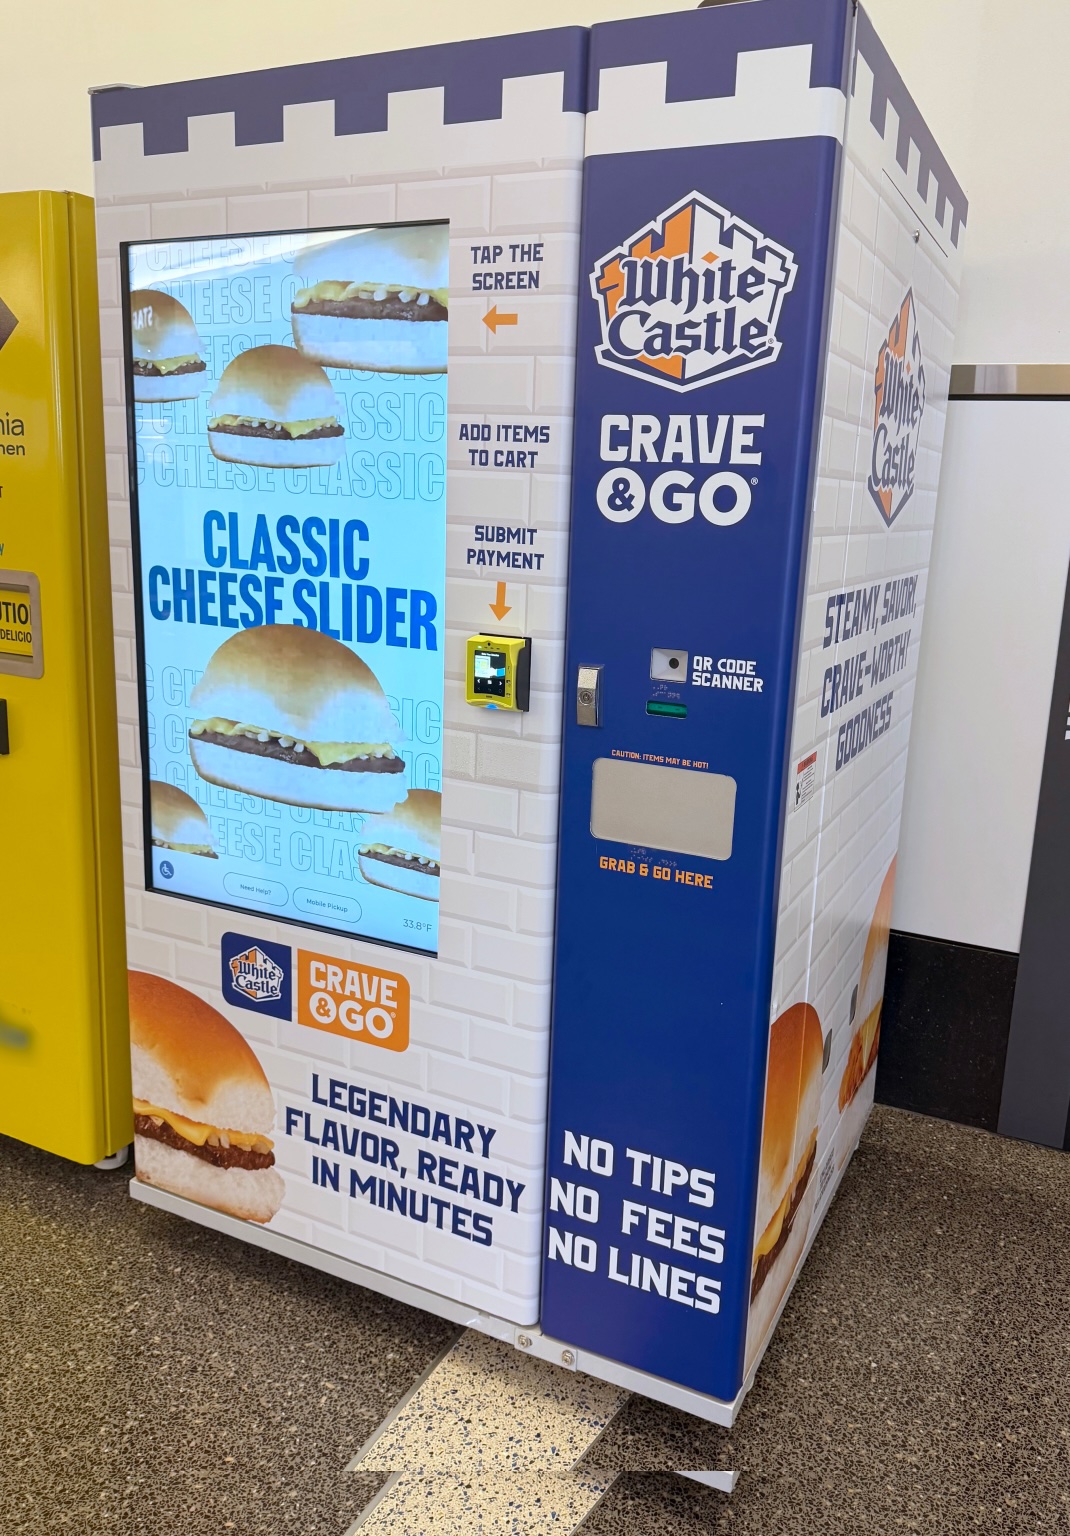 TAP THE
SCREEN
ADD ITEMS
TO CART
SUBMIT
PAYMENT
CHEESE CLASSIC
CLASSIC
CHEESE SLIDER
Need Help?
Mobile Pickup
33.8°F
White
Castle
CRAVE
&GO
LEGENDARY
FLAVOR, READY
IN MINUTES
White
Castle®
CRAVE
&GO®
QR CODE
SCANNER
CAUTION: ITEMS MAY BE HOT!
GRAB & GO HERE
NO TIPS
NO FEES
NO LINES
White
Castle
STEAMY, SAVORY,
CRAVE-WORTHY
GOODNESS